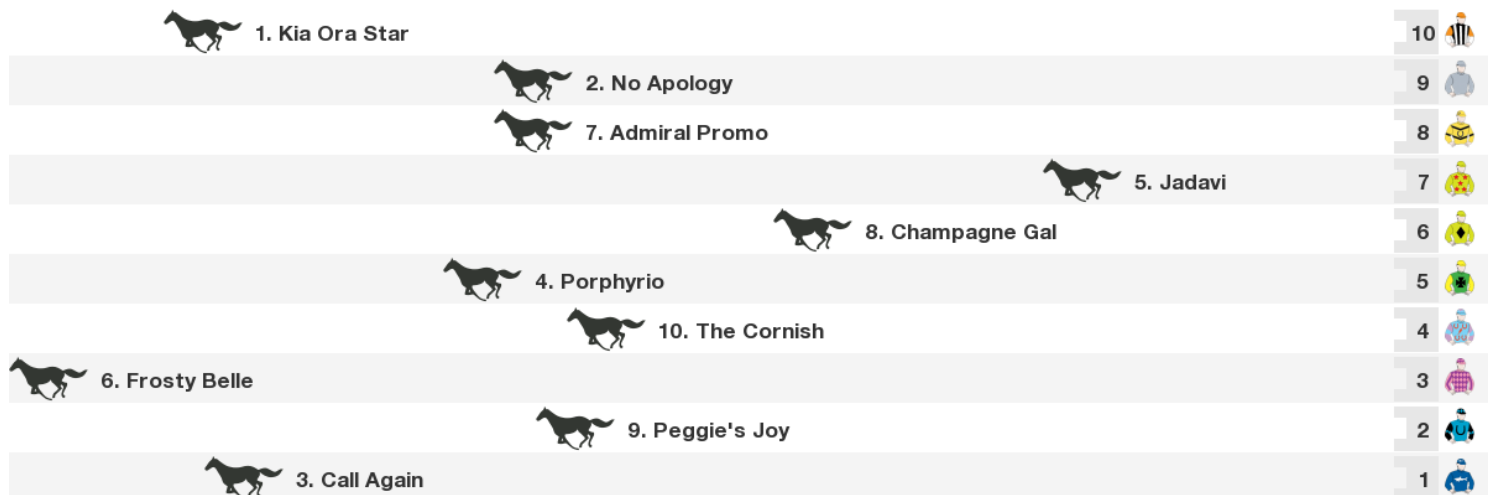 1. Kia Ora Star 10
2. No Apology 9
7. Admiral Promo 8
5. Jadavi 7
8. Champagne Gal 6
4. Porphyrio 5
10. The Cornish 4
6. Frosty Belle 3
9. Peggie's Joy 2
3. Call Again 1